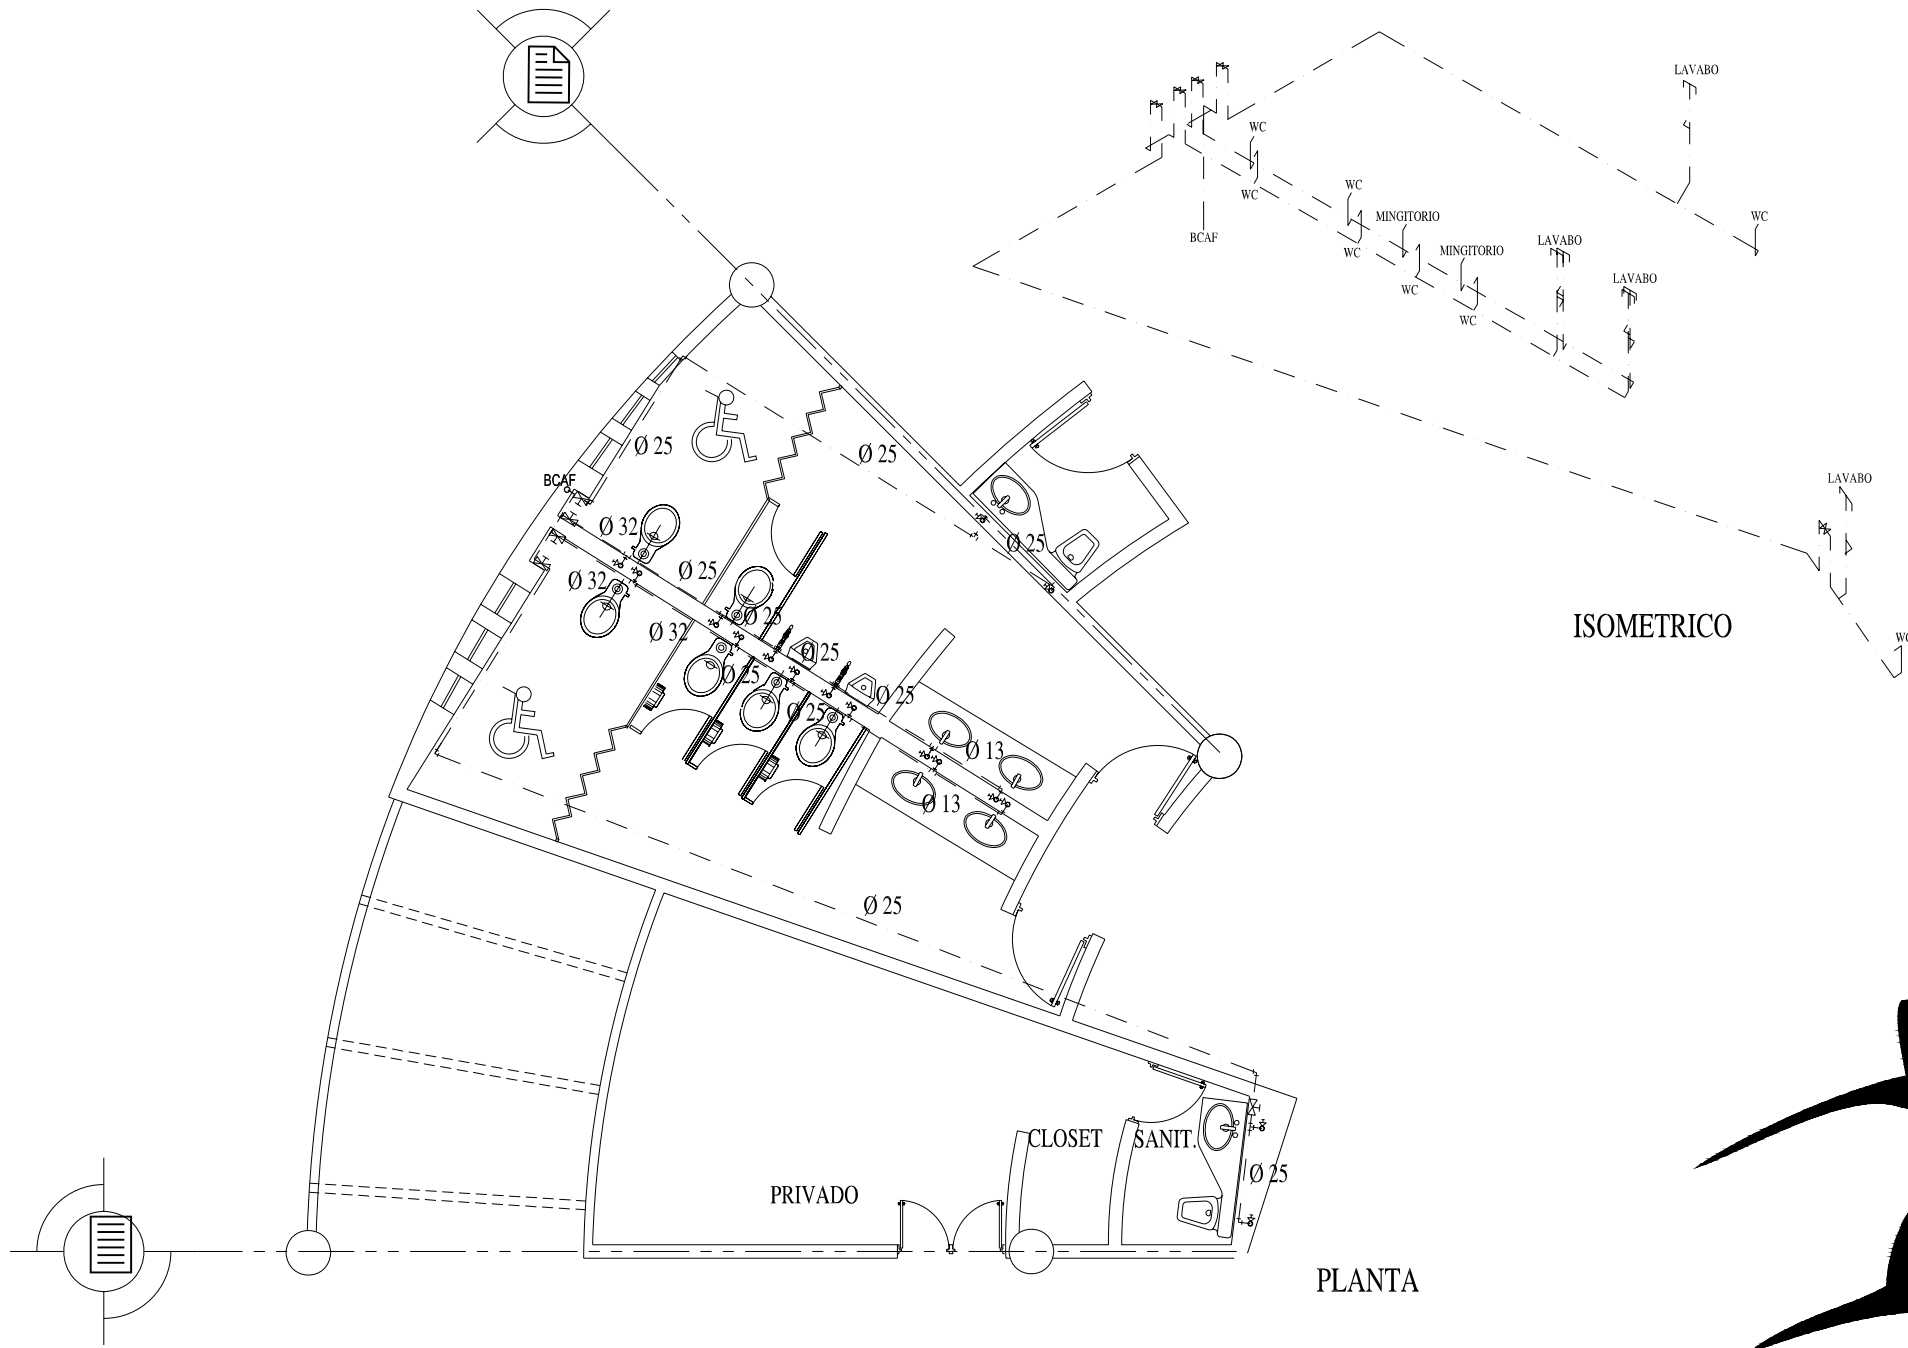 LAVABO
WC
WC
WC
MINGITORIO
WC
BCAF
WC
LAVABO
MINGITORIO
LAVABO
WC
WC
LAVABO
WC
ISOMETRICO
Ø 25
Ø 25
BCAF
Ø 32
Ø 25
Ø 25
Ø 32
Ø 25
Ø 32
Ø 25
Ø 25
Ø 25
Ø 25
Ø 13
Ø 13
Ø 25
CLOSET
SANIT.
Ø 25
PRIVADO
PLANTA